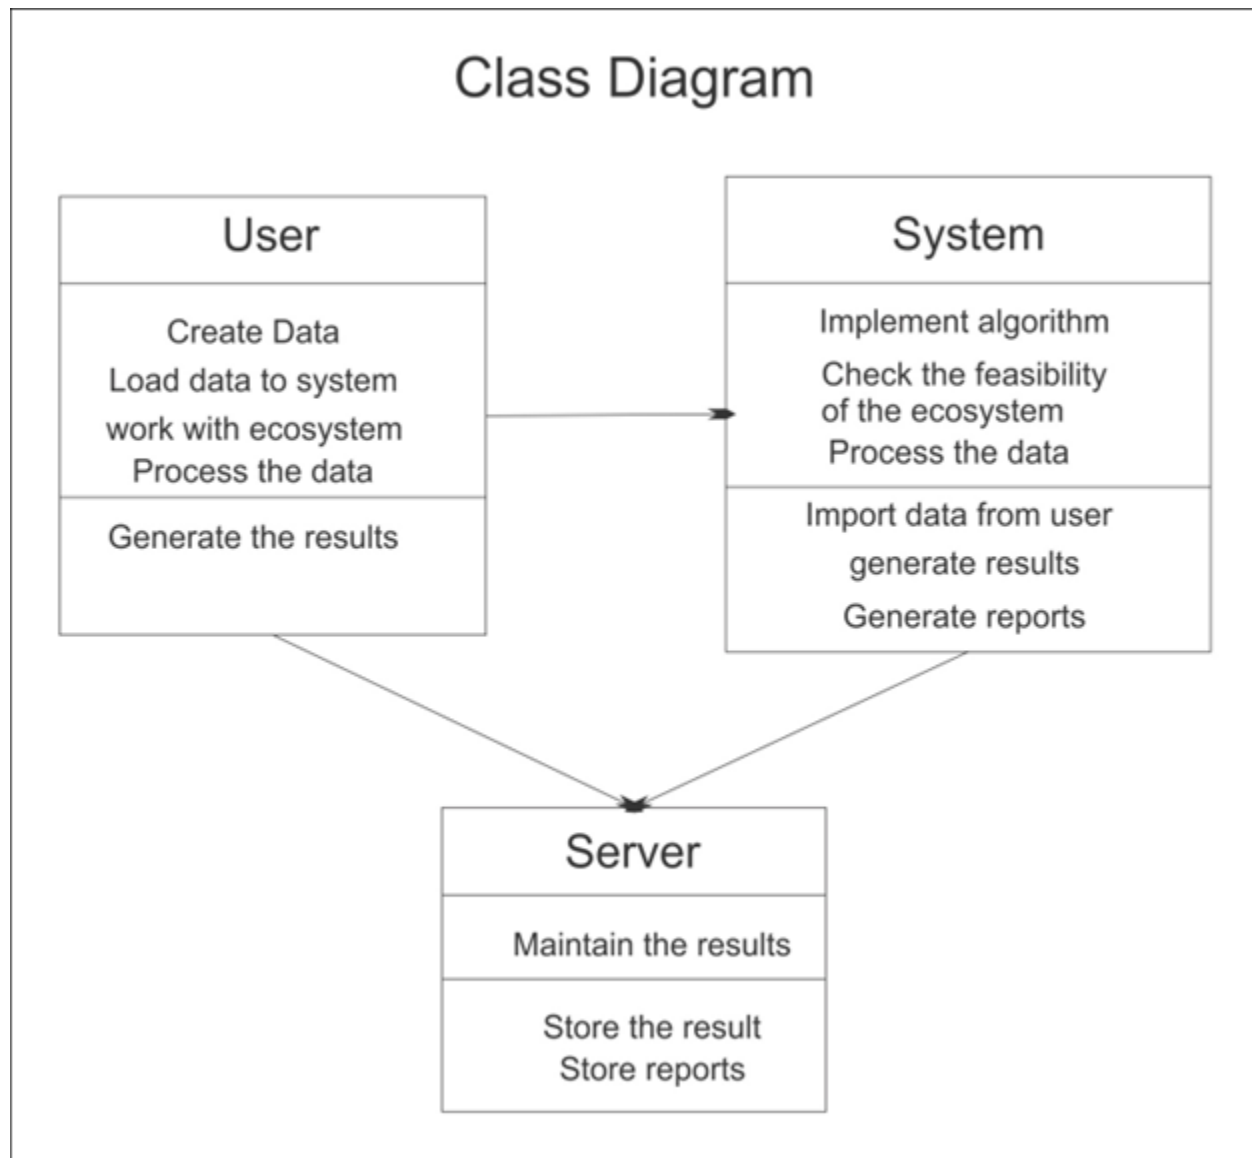 Class Diagram
User
Create Data
Load data to system
work with ecosystem
Process the data
Generate the results
System
Implement algorithm
Check the feasibility
of the ecosystem
Process the data
Import data from user
generate results
Generate reports
Server
Maintain the results
Store the result
Store reports